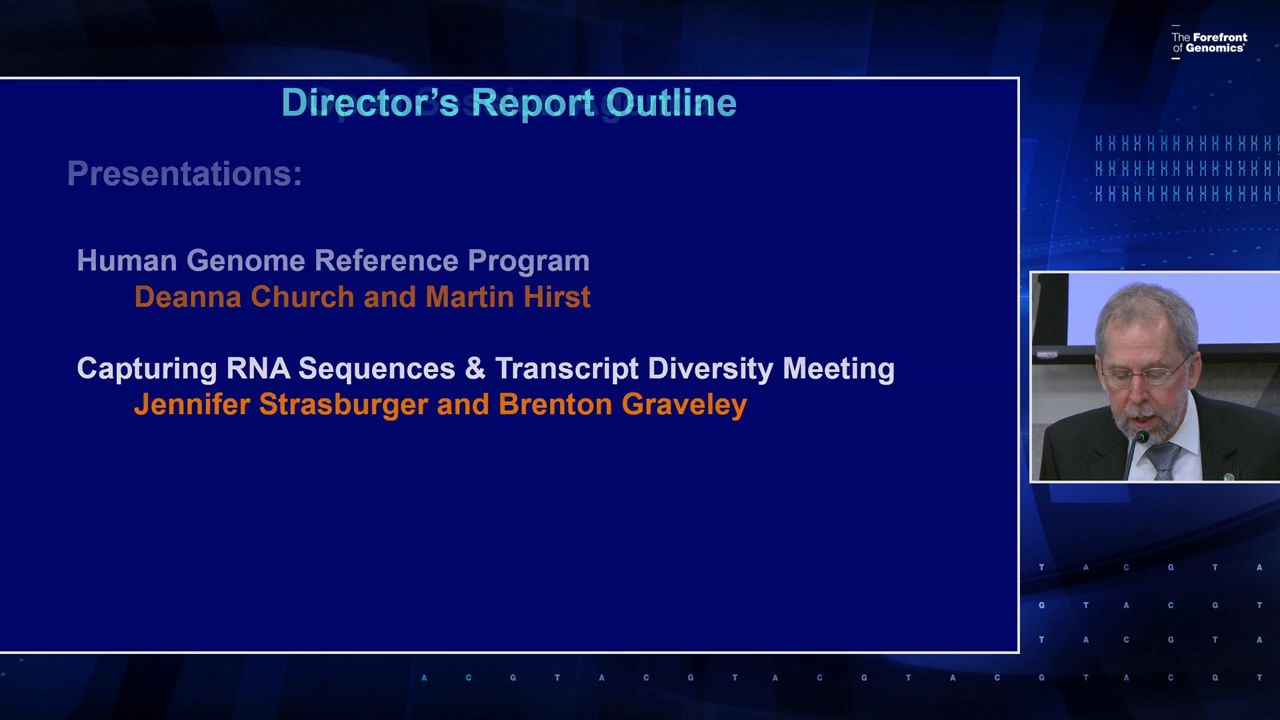 The Forefront
of Genomics®
Director's Report Outline
Presentations:
Human Genome Reference Program
Deanna Church and Martin Hirst
Capturing RNA Sequences & Transcript Diversity Meeting
Jennifer Strasburger and Brenton Graveley
T A C G T A
G T A C G T
T A C G T A
A C G T A C G T A C G T A C G T A C G T